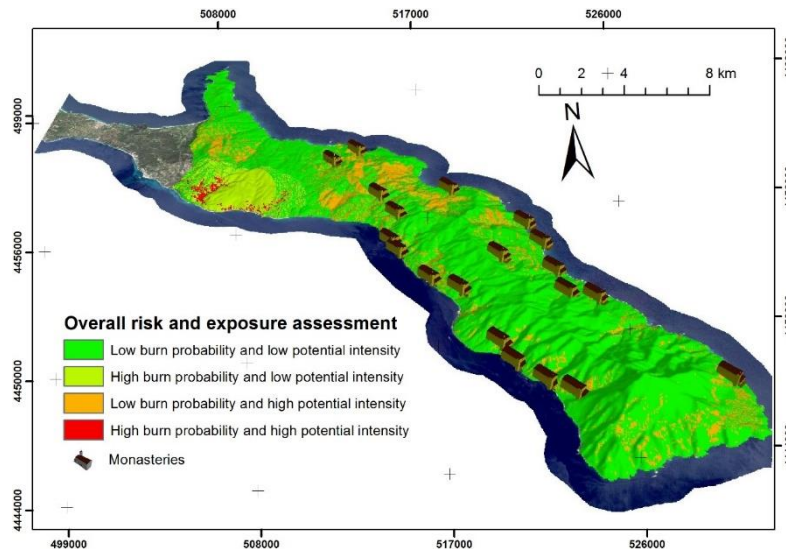 508000 517000 526000
0 2 4 8 km
N
499000
4456000
4450000
4444000
Overall risk and exposure assessment
Low burn probability and low potential intensity
High burn probability and low potential intensity
Low burn probability and high potential intensity
High burn probability and high potential intensity
Monasteries
499000 508000 517000 526000